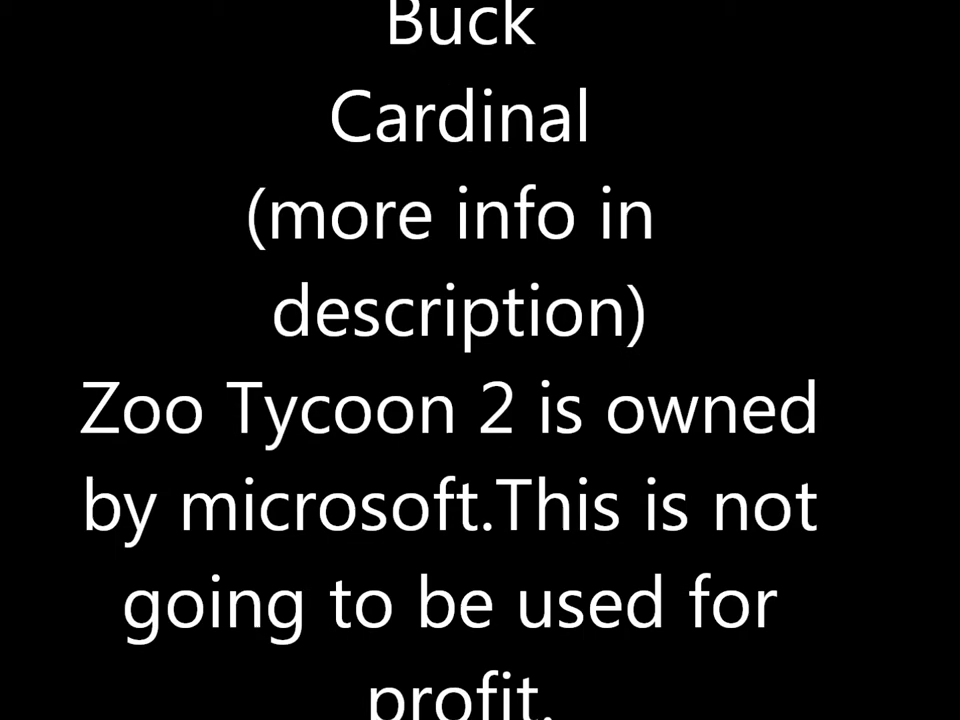 Buck
Cardinal
(more info in
description)
Zoo Tycoon 2 is owned
by microsoft.This is not
going to be used for
profit.